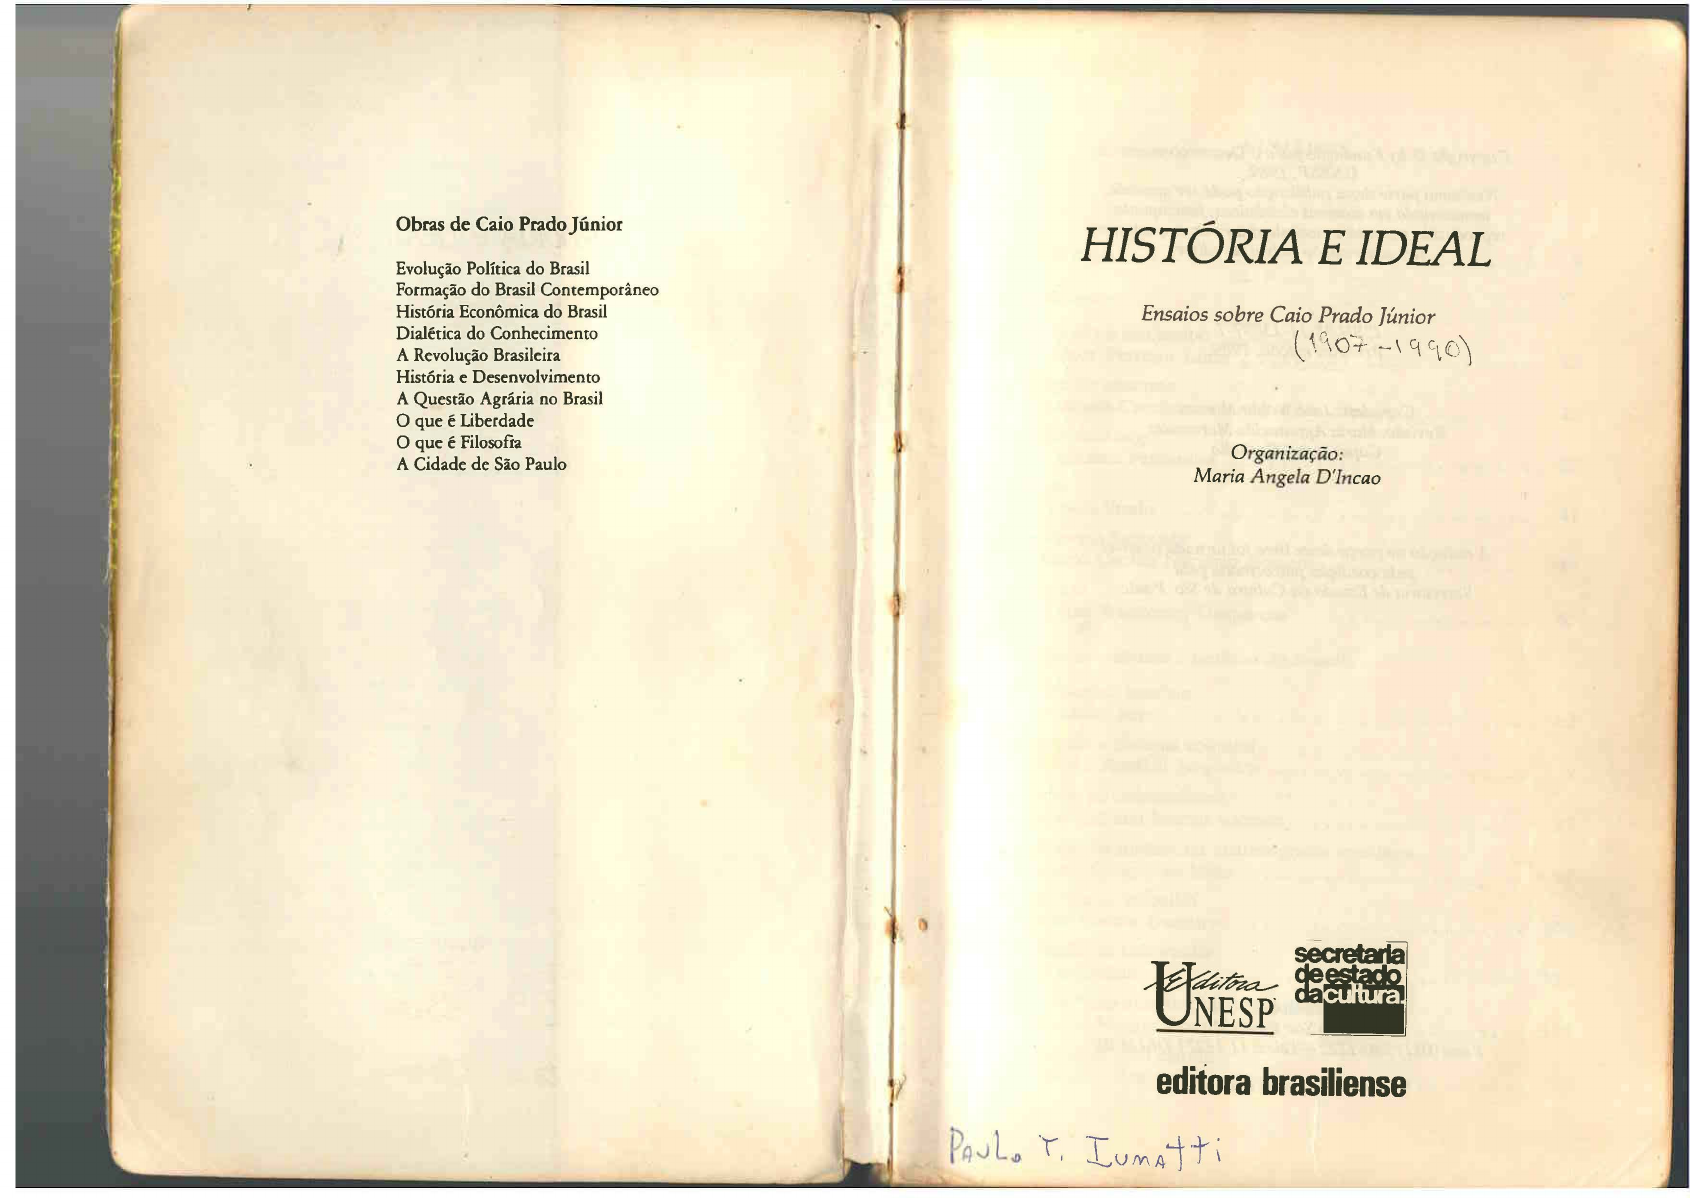 Obras de Caio Prado Júnior
Evolução Política do Brasil
Formação do Brasil Contemporâneo
História Econômica do Brasil
Dialética do Conhecimento
A Revolução Brasileira
História e Desenvolvimento
A Questão Agrária no Brasil
O que é Liberdade
O que é Filosofia
A Cidade de São Paulo
HISTÓRIA E IDEAL
Ensaios sobre Caio Prado Júnior
(1907-1990)
Organização:
Maria Angela D'Incao
Editora
UNESP
secretaria
de estado
da cultura.
editora brasiliense
PAULO T. IUMATTI